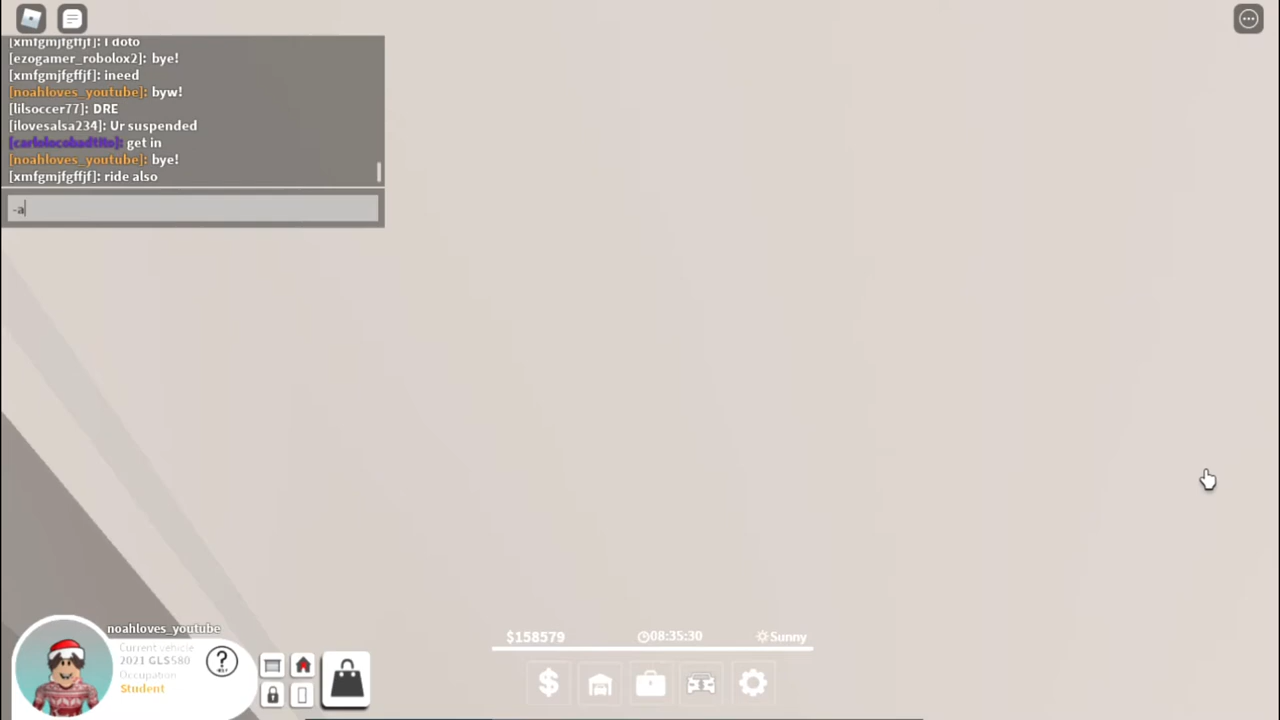 [xmfgmjfgffjf]: I doto
[ezogamer_robolox2]: bye!
[xmfgmjfgffjf]: ineed
[noahloves_youtube]: byw!
[lilsoccer77]: DRE
[ilovesalsa234]: Ur suspended
get in
[noahloves_youtube]: bye!
[xmfgmjfgffjf]: ride also
-a
noahloves_youtube
Current vehicle
2021 GLS580
Occupation
Student
$158579
08:35:30
Sunny